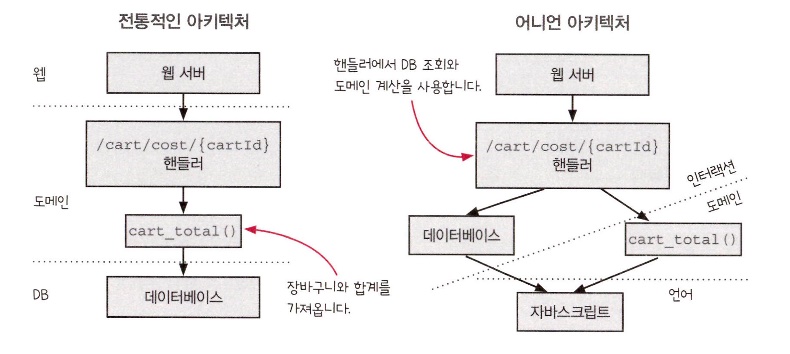 전통적인 아키텍처
웹
웹 서버
/cart/cost/{cartId}
핸들러
도메인
cart_total()
장바구니와 합계를
가져옵니다.
DB
데이터베이스
어니언 아키텍처
핸들러에서 DB 조회와
도메인 계산을 사용합니다.
웹 서버
/cart/cost/{cartId}
핸들러
인터랙션
도메인
데이터베이스
cart_total()
언어
자바스크립트